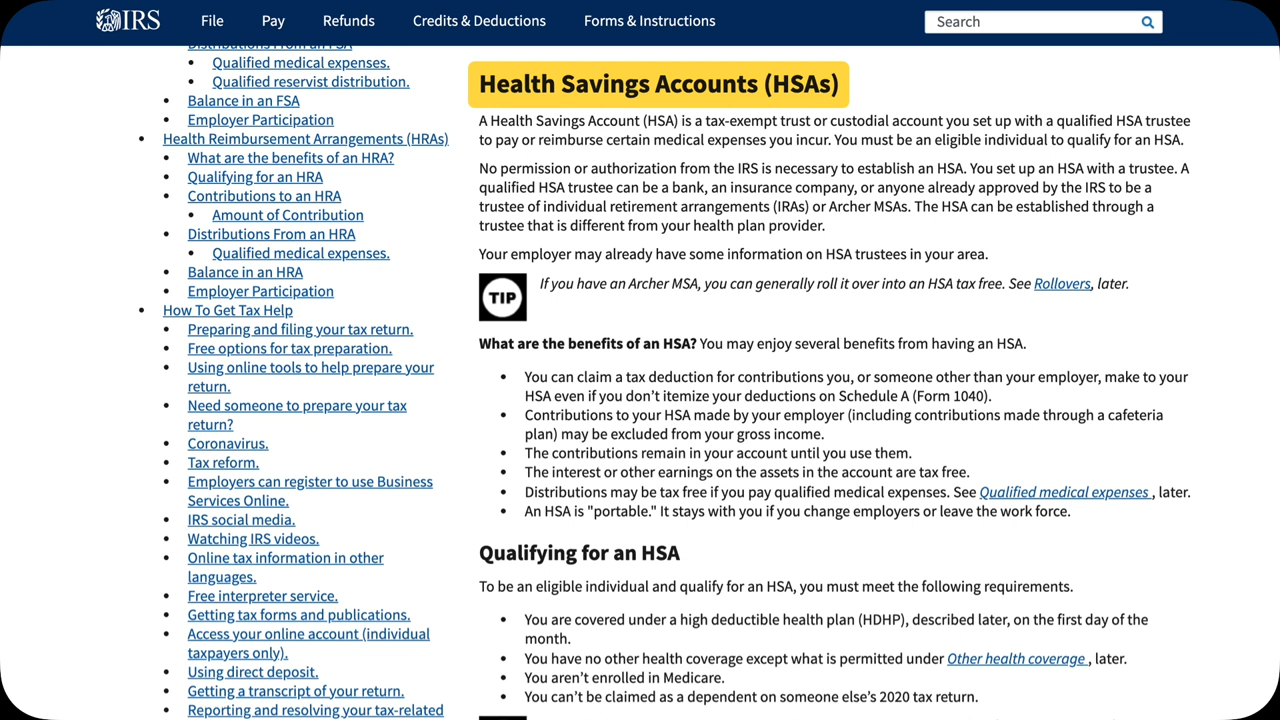 IRS
File
Pay
Refunds
Credits & Deductions
Forms & Instructions
Search
Distributions From an FSA
Qualified medical expenses.
Qualified reservist distribution.
Balance in an FSA
Employer Participation
Health Reimbursement Arrangements (HRAs)
What are the benefits of an HRA?
Qualifying for an HRA
Contributions to an HRA
Amount of Contribution
Distributions From an HRA
Qualified medical expenses.
Balance in an HRA
Employer Participation
How To Get Tax Help
Preparing and filing your tax return.
Free options for tax preparation.
Using online tools to help prepare your
return.
Need someone to prepare your tax
return?
Coronavirus.
Tax reform.
Employers can register to use Business
Services Online.
IRS social media.
Watching IRS videos.
Online tax information in other
languages.
Free interpreter service.
Getting tax forms and publications.
Access your online account (individual
taxpayers only).
Using direct deposit.
Getting a transcript of your return.
Reporting and resolving your tax-related
Health Savings Accounts (HSAs)
A Health Savings Account (HSA) is a tax-exempt trust or custodial account you set up with a qualified HSA trustee
to pay or reimburse certain medical expenses you incur. You must be an eligible individual to qualify for an HSA.
No permission or authorization from the IRS is necessary to establish an HSA. You set up an HSA with a trustee. A
qualified HSA trustee can be a bank, an insurance company, or anyone already approved by the IRS to be a
trustee of individual retirement arrangements (IRAs) or Archer MSAs. The HSA can be established through a
trustee that is different from your health plan provider.
Your employer may already have some information on HSA trustees in your area.
TIP
If you have an Archer MSA, you can generally roll it over into an HSA tax free. See Rollovers, later.
What are the benefits of an HSA? You may enjoy several benefits from having an HSA.
You can claim a tax deduction for contributions you, or someone other than your employer, make to your
HSA even if you don’t itemize your deductions on Schedule A (Form 1040).
Contributions to your HSA made by your employer (including contributions made through a cafeteria
plan) may be excluded from your gross income.
The contributions remain in your account until you use them.
The interest or other earnings on the assets in the account are tax free.
Distributions may be tax free if you pay qualified medical expenses. See Qualified medical expenses , later.
An HSA is "portable." It stays with you if you change employers or leave the work force.
Qualifying for an HSA
To be an eligible individual and qualify for an HSA, you must meet the following requirements.
You are covered under a high deductible health plan (HDHP), described later, on the first day of the
month.
You have no other health coverage except what is permitted under Other health coverage , later.
You aren’t enrolled in Medicare.
You can’t be claimed as a dependent on someone else’s 2020 tax return.